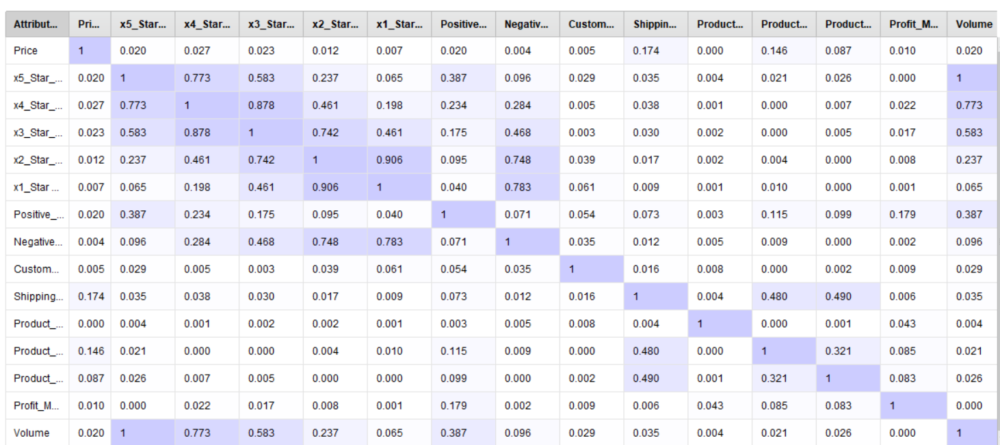 Attribut... Pri... x5_Star... x4_Star... x3_Star... x2_Star... x1_Star... Positive... Negativ... Custom... Shippin... Product... Product... Product... Profit_M... Volume
Price 1 0.020 0.027 0.023 0.012 0.007 0.020 0.004 0.005 0.174 0.000 0.146 0.087 0.010 0.020
x5_Star_... 0.020 1 0.773 0.583 0.237 0.065 0.387 0.096 0.029 0.035 0.004 0.021 0.026 0.000 1
x4_Star_... 0.027 0.773 1 0.878 0.461 0.198 0.234 0.284 0.005 0.038 0.001 0.000 0.007 0.022 0.773
x3_Star_... 0.023 0.583 0.878 1 0.742 0.461 0.175 0.468 0.003 0.030 0.002 0.000 0.005 0.017 0.583
x2_Star_... 0.012 0.237 0.461 0.742 1 0.906 0.095 0.748 0.039 0.017 0.002 0.004 0.000 0.008 0.237
x1_Star ... 0.007 0.065 0.198 0.461 0.906 1 0.040 0.783 0.061 0.009 0.001 0.010 0.000 0.001 0.065
Positive_... 0.020 0.387 0.234 0.175 0.095 0.040 1 0.071 0.054 0.073 0.003 0.115 0.099 0.179 0.387
Negative... 0.004 0.096 0.284 0.468 0.748 0.783 0.071 1 0.035 0.012 0.005 0.009 0.000 0.002 0.096
Custom... 0.005 0.029 0.005 0.003 0.039 0.061 0.054 0.035 1 0.016 0.008 0.000 0.002 0.009 0.029
Shipping... 0.174 0.035 0.038 0.030 0.017 0.009 0.073 0.012 0.016 1 0.004 0.480 0.490 0.006 0.035
Product_... 0.000 0.004 0.001 0.002 0.002 0.001 0.003 0.005 0.008 0.004 1 0.000 0.001 0.043 0.004
Product_... 0.146 0.021 0.000 0.000 0.004 0.010 0.115 0.009 0.000 0.480 0.000 1 0.321 0.085 0.021
Product_... 0.087 0.026 0.007 0.005 0.000 0.000 0.099 0.000 0.002 0.490 0.001 0.321 1 0.083 0.026
Profit_M... 0.010 0.000 0.022 0.017 0.008 0.001 0.179 0.002 0.009 0.006 0.043 0.085 0.083 1 0.000
Volume 0.020 1 0.773 0.583 0.237 0.065 0.387 0.096 0.029 0.035 0.004 0.021 0.026 0.000 1